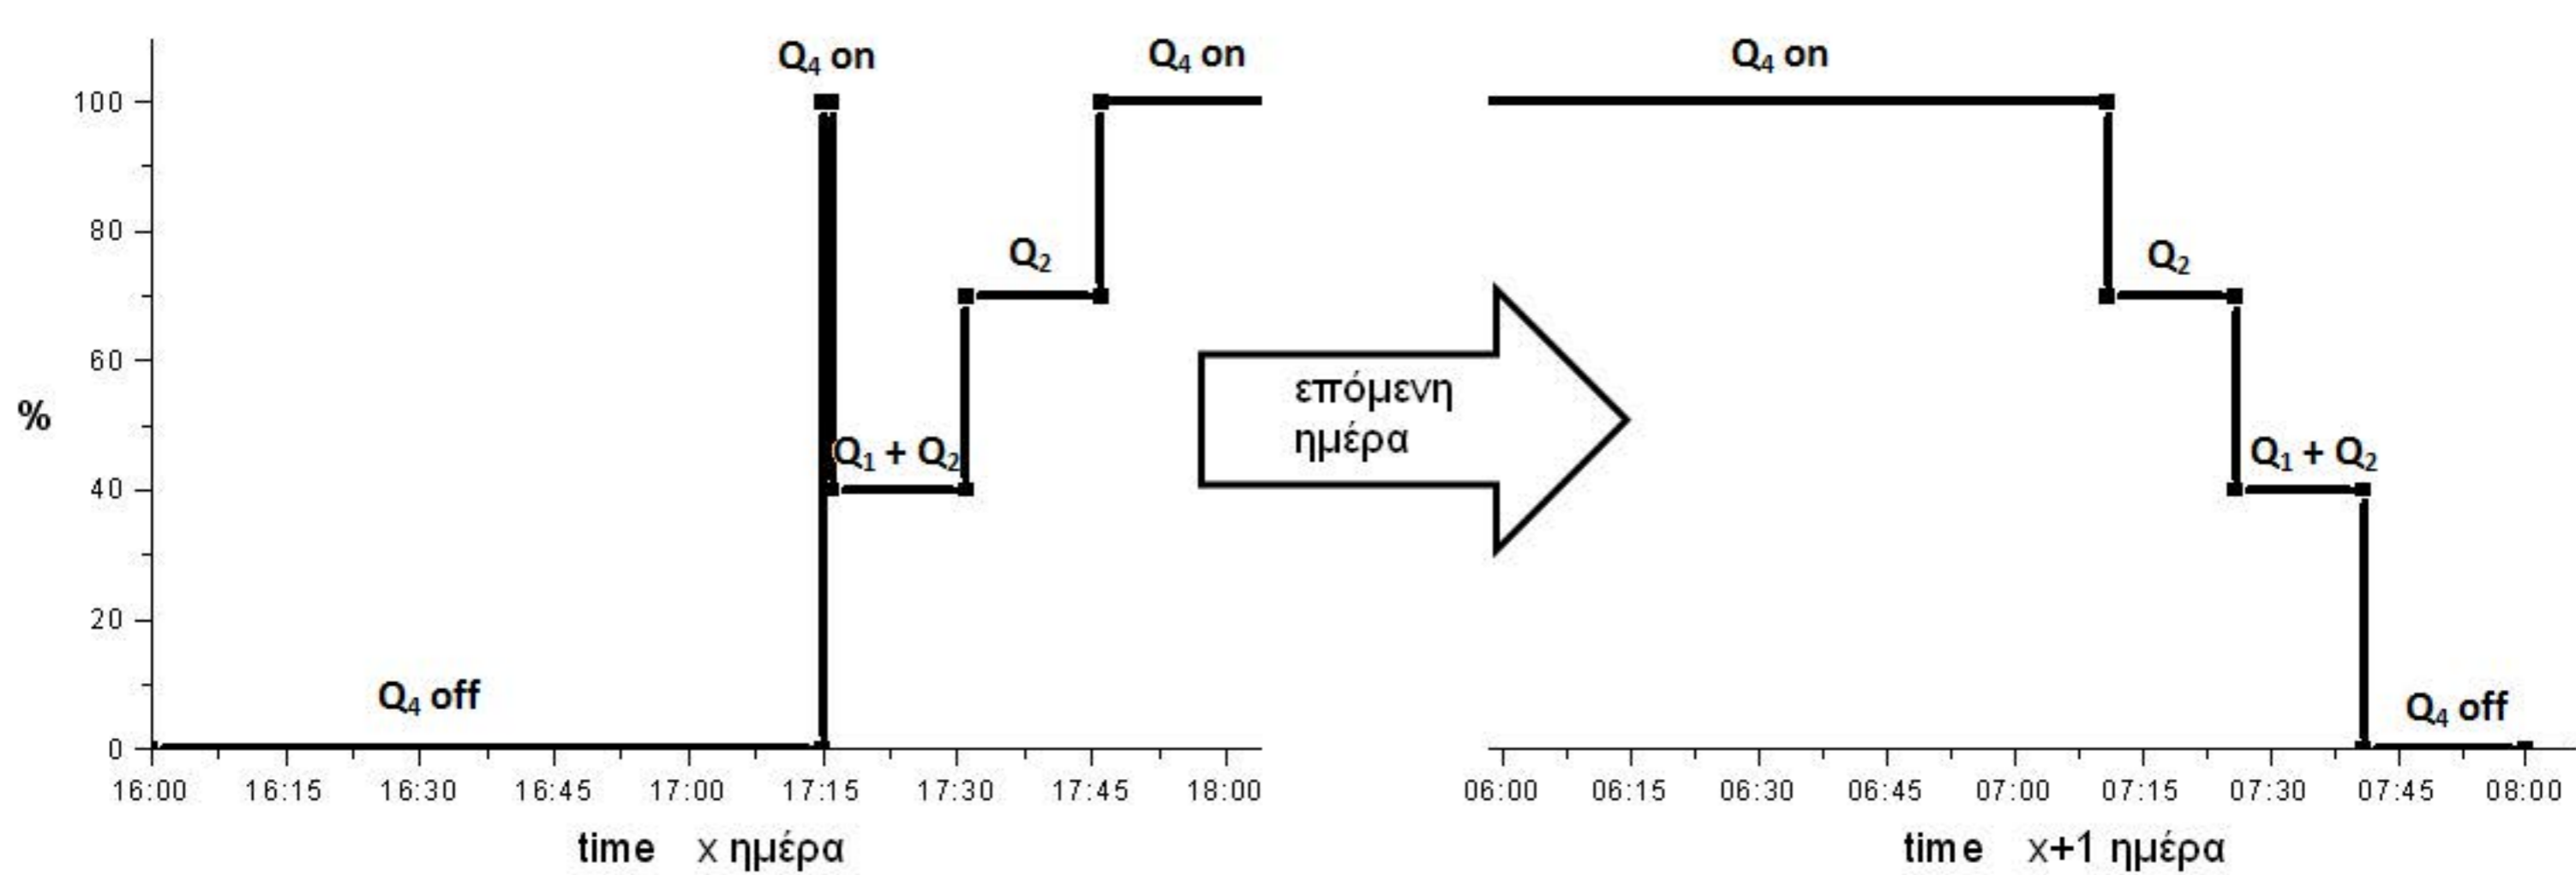 Q₄ on
Q₄ on
Q₄ on
100
80
60
40
20
0
%
Q₂
Q₂
Q₁ + Q₂
Q₁ + Q₂
επόμενη
ημέρα
Q₄ off
Q₄ off
16:00 16:15 16:30 16:45 17:00 17:15 17:30 17:45 18:00
06:00 06:15 06:30 06:45 07:00 07:15 07:30 07:45 08:00
time x ημέρα
time x+1 ημέρα